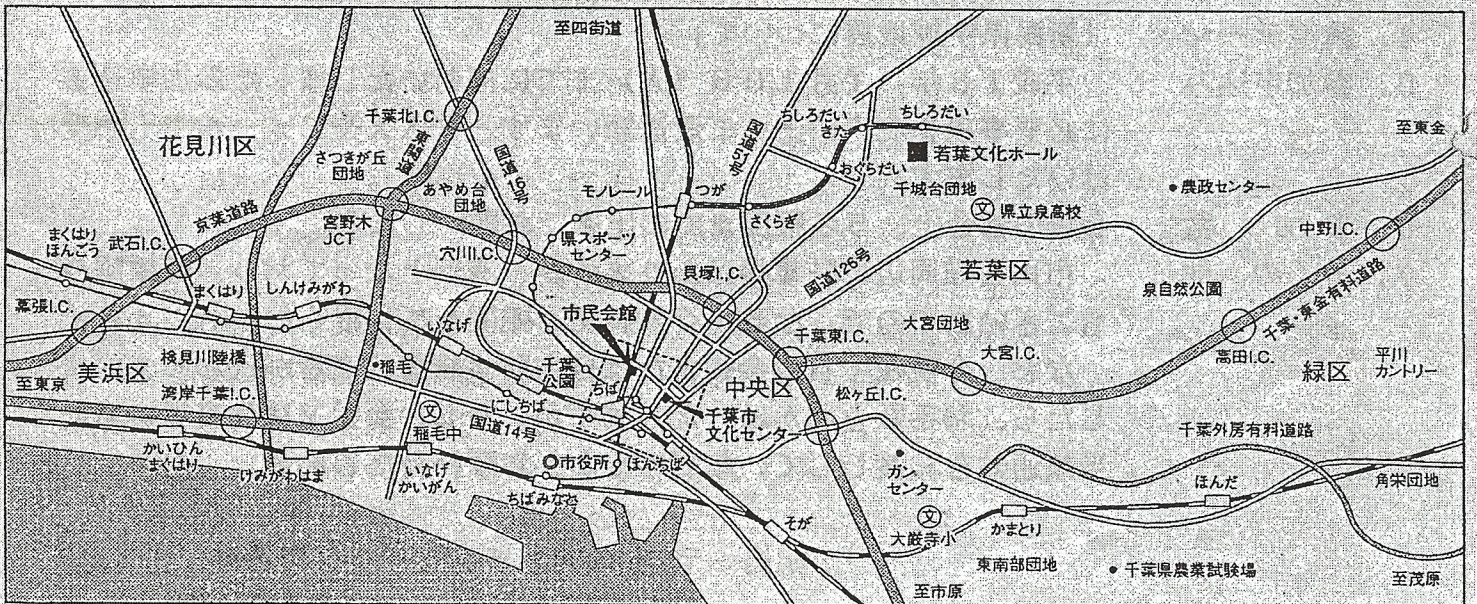 至四街道
千葉北I.C.
花見川区
さつきが丘
団地
東関道
国道16号
あやめ台
団地
モノレール
つが
国道51号
ちしろだい
きた
ちしろだい
至東金
若葉文化ホール
おぐらだい
千城台団地
農政センター
さくらぎ
文
県立泉高校
京葉道路
宮野木
JCT
まくはり
ほんごう
武石I.C.
穴川I.C.
県スポーツ
センター
中野I.C.
貝塚I.C.
国道126号
若葉区
まくはり
しんけみがわ
泉自然公園
千葉・東金有料道路
幕張I.C.
市民会館
いなげ
千葉東I.C.
大宮団地
検見川陸橋
美浜区
稲毛
千葉
公園
ちば
中央区
大宮I.C.
高田I.C.
平川
カントリー
緑区
至東京
湾岸千葉I.C.
松ヶ丘I.C.
文
稲毛中
にしちば
国道14号
千葉市
文化センター
千葉外房有料道路
かいひん
まくはり
けみがわはま
いなげ
かいがん
市役所
ほんちば
ガン
センター
ほんだ
角栄団地
ちばみなと
そが
文
大厳寺小
かまとり
東南部団地
千葉県農業試験場
至市原
至茂原